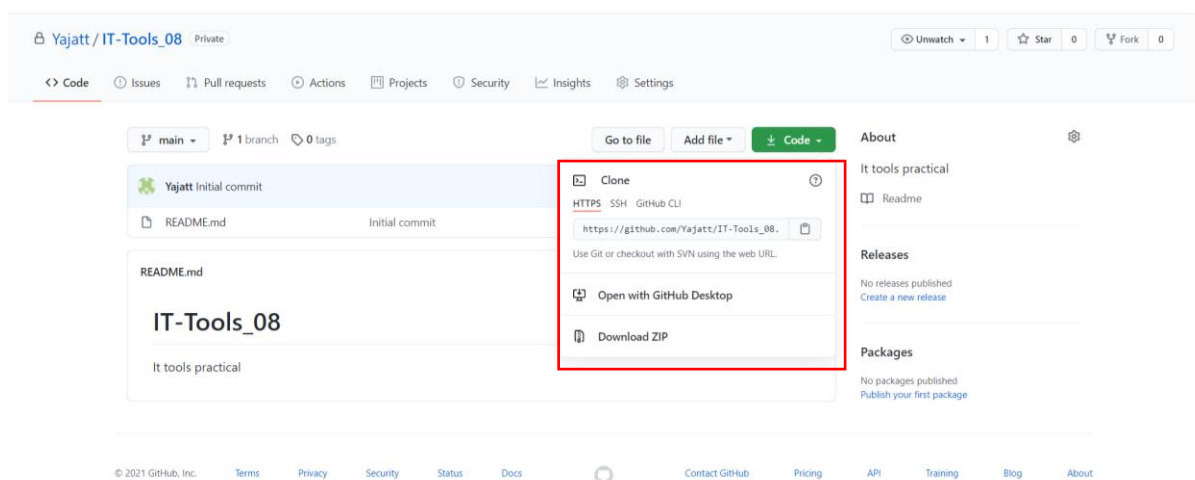 Yajatt / IT-Tools_08 Private
Unwatch 1 Star 0 Fork 0
<> Code Issues Pull requests Actions Projects Security Insights Settings
main 1 branch 0 tags
Go to file Add file Code
Yajatt Initial commit
README.md Initial commit
Clone
HTTPS SSH GitHub CLI
https://github.com/Yajatt/IT-Tools_08.
Use Git or checkout with SVN using the web URL.
Open with GitHub Desktop
Download ZIP
README.md
IT-Tools_08
It tools practical
About
It tools practical
Readme
Releases
No releases published
Create a new release
Packages
No packages published
Publish your first package
© 2021 GitHub, Inc. Terms Privacy Security Status Docs Contact GitHub Pricing API Training Blog About